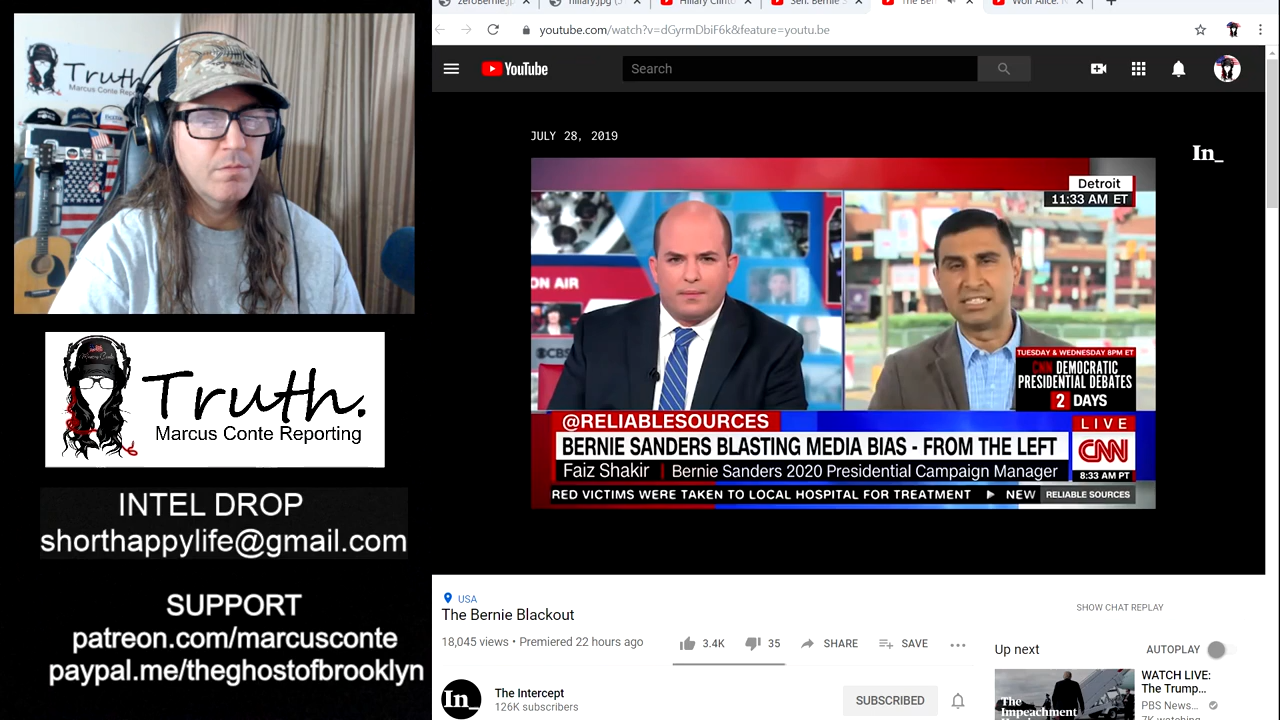 Truth.
Marcus Conte Reporting
INTEL DROP
shorthappylife@gmail.com
SUPPORT
patreon.com/marcusconte
paypal.me/theghostofbrooklyn
youtube.com/watch?v=dGyrmDbiF6k&feature=youtu.be
YouTube
Search
JULY 28, 2019
In_
Detroit
11:33 AM ET
ON AIR
CBS
TUESDAY & WEDNESDAY 8PM ET
CNN DEMOCRATIC
PRESIDENTIAL DEBATES
2 DAYS
@RELIABLESOURCES
BERNIE SANDERS BLASTING MEDIA BIAS - FROM THE LEFT
Faiz Shakir | Bernie Sanders 2020 Presidential Campaign Manager
LIVE
CNN
8:33 AM PT
RED VICTIMS WERE TAKEN TO LOCAL HOSPITAL FOR TREATMENT ▶ NEW
RELIABLE SOURCES
USA
The Bernie Blackout
18,045 views • Premiered 22 hours ago
3.4K
35
SHARE
SAVE
SHOW CHAT REPLAY
Up next
AUTOPLAY
In_
The Intercept
126K subscribers
SUBSCRIBED
The
Impeachment
WATCH LIVE:
The Trump...
PBS News...